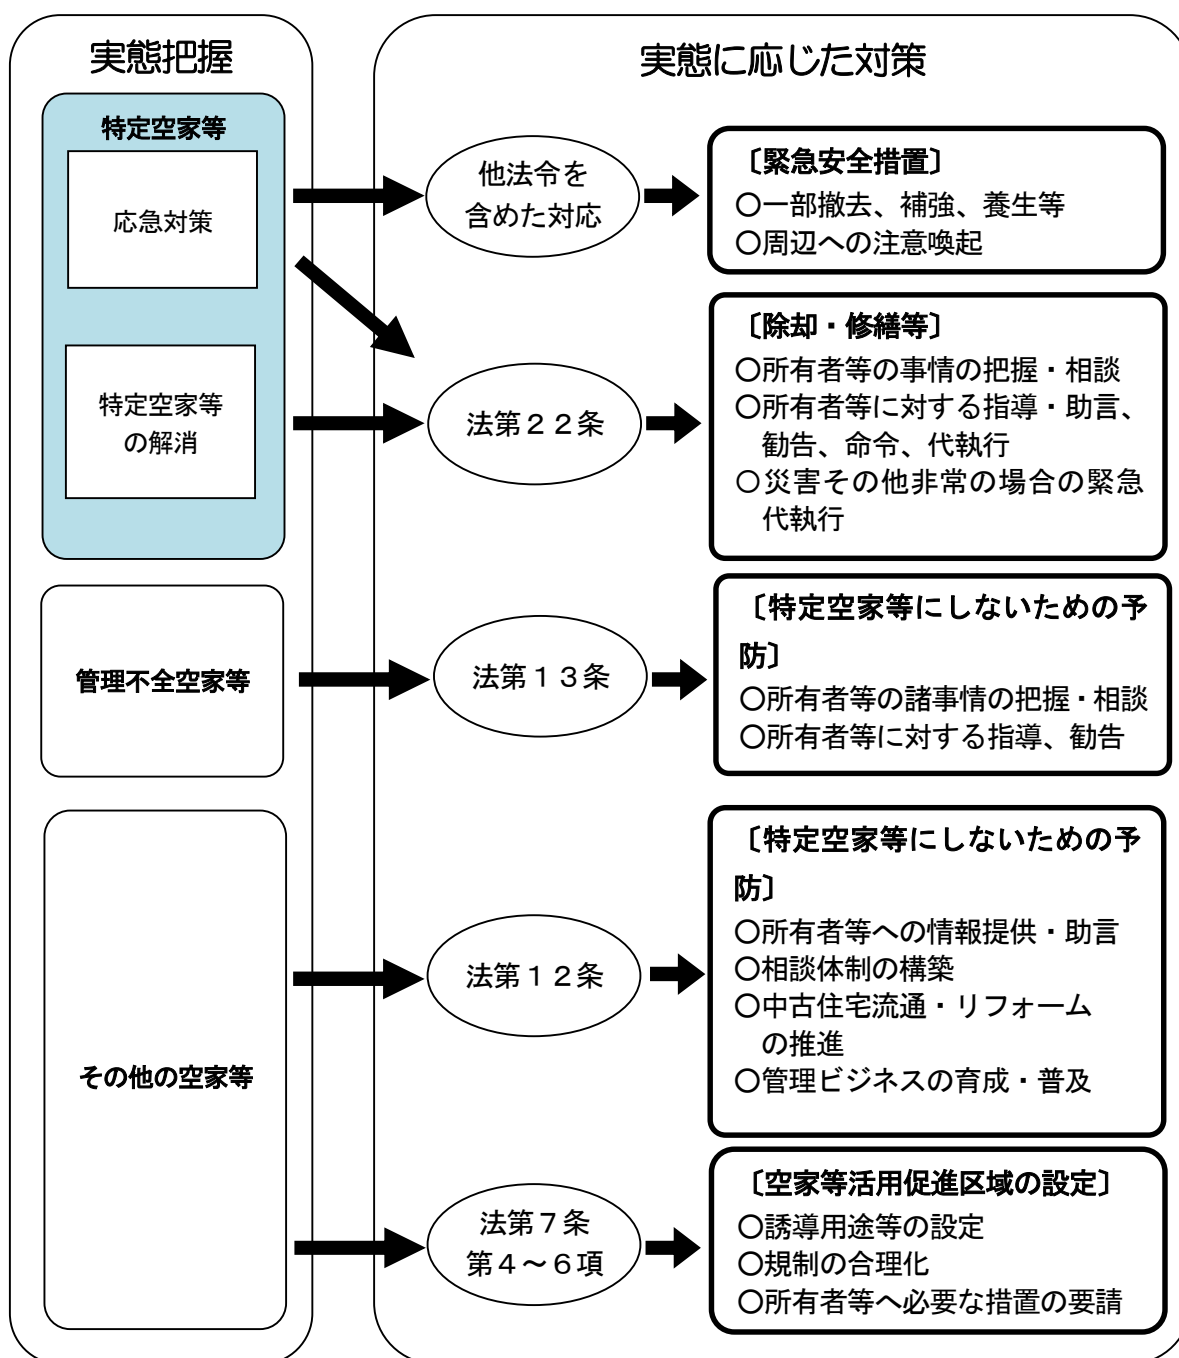 実態把握
実態に応じた対策
特定空家等
応急対策
他法令を
含めた対応
〔緊急安全措置〕
○一部撤去、補強、養生等
○周辺への注意喚起
特定空家等
の解消
法第２２条
〔除却・修繕等〕
○所有者等の事情の把握・相談
○所有者等に対する指導・助言、
勧告、命令、代執行
○災害その他非常の場合の緊急
代執行
管理不全空家等
法第１３条
〔特定空家等にしないための予
防〕
○所有者等の諸事情の把握・相談
○所有者等に対する指導、勧告
その他の空家等
法第１２条
〔特定空家等にしないための予
防〕
○所有者等への情報提供・助言
○相談体制の構築
○中古住宅流通・リフォーム
の推進
○管理ビジネスの育成・普及
法第７条
第４～６項
〔空家等活用促進区域の設定〕
○誘導用途等の設定
○規制の合理化
○所有者等へ必要な措置の要請